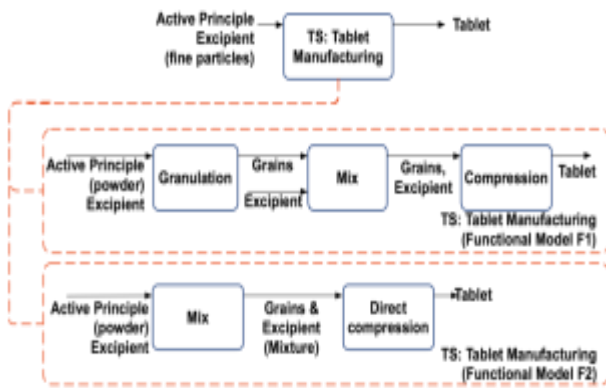 Active Principle
Excipient
(fine particles)
TS: Tablet
Manufacturing
Tablet
Active Principle
(powder)
Excipient
Granulation
Grains
Excipient
Mix
Grains,
Excipient
Compression
Tablet
TS: Tablet Manufacturing
(Functional Model F1)
Active Principle
(powder)
Excipient
Mix
Grains &
Excipient
(Mixture)
Direct
compression
Tablet
TS: Tablet Manufacturing
(Functional Model F2)